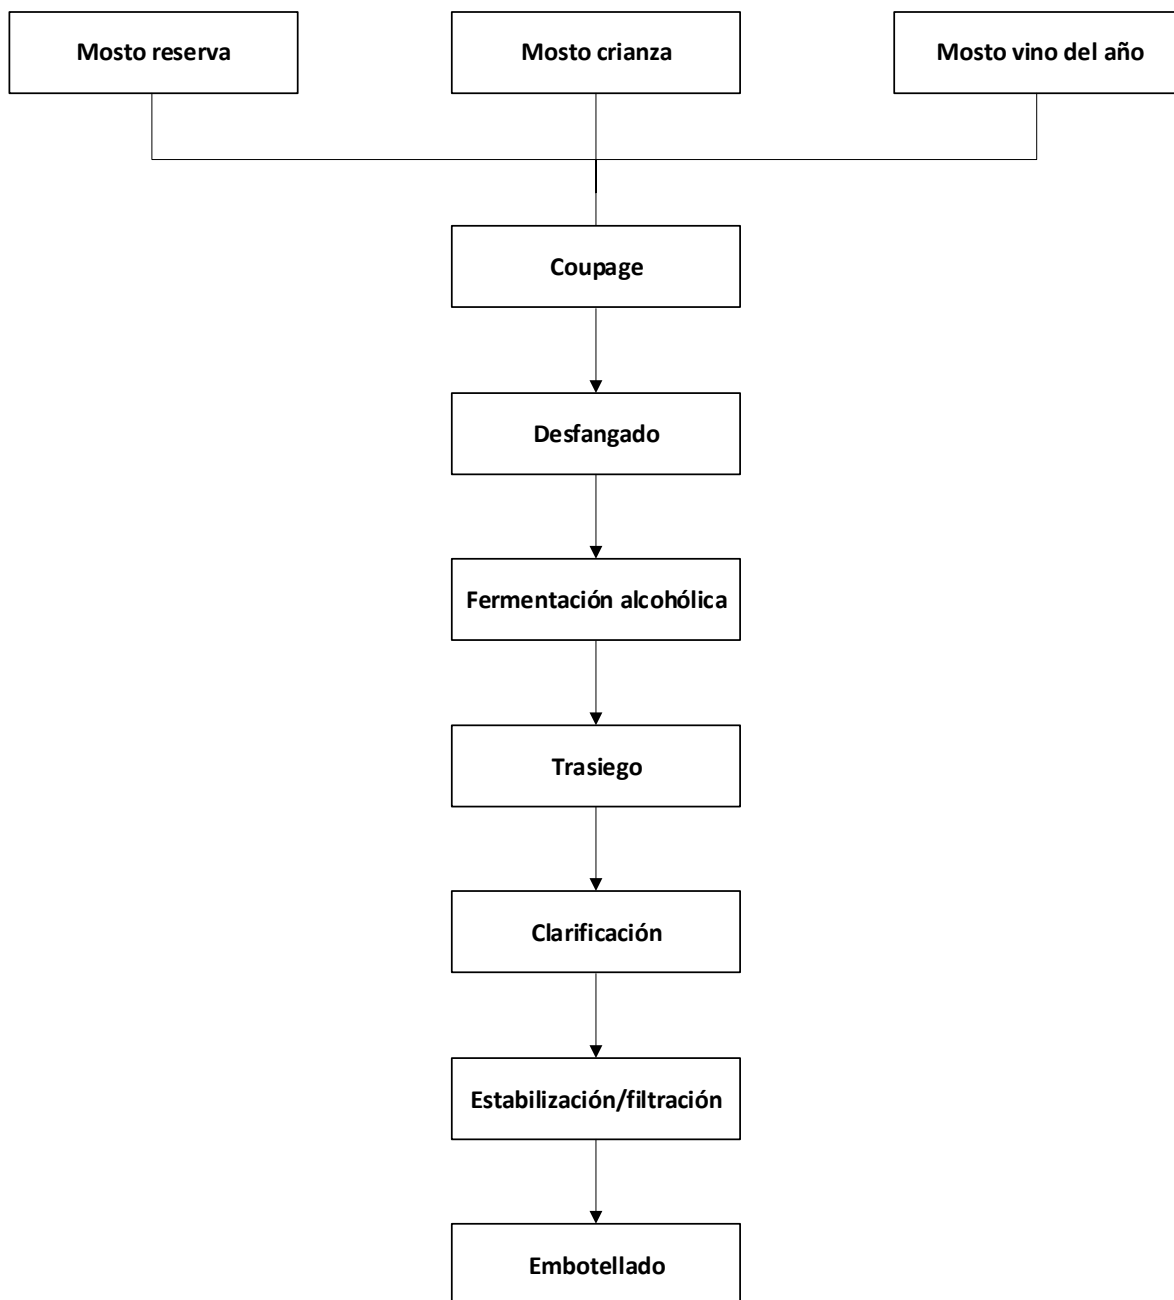 Mosto reserva
Mosto crianza
Mosto vino del año
Coupage
Desfangado
Fermentación alcohólica
Trasiego
Clarificación
Estabilización/filtración
Embotellado